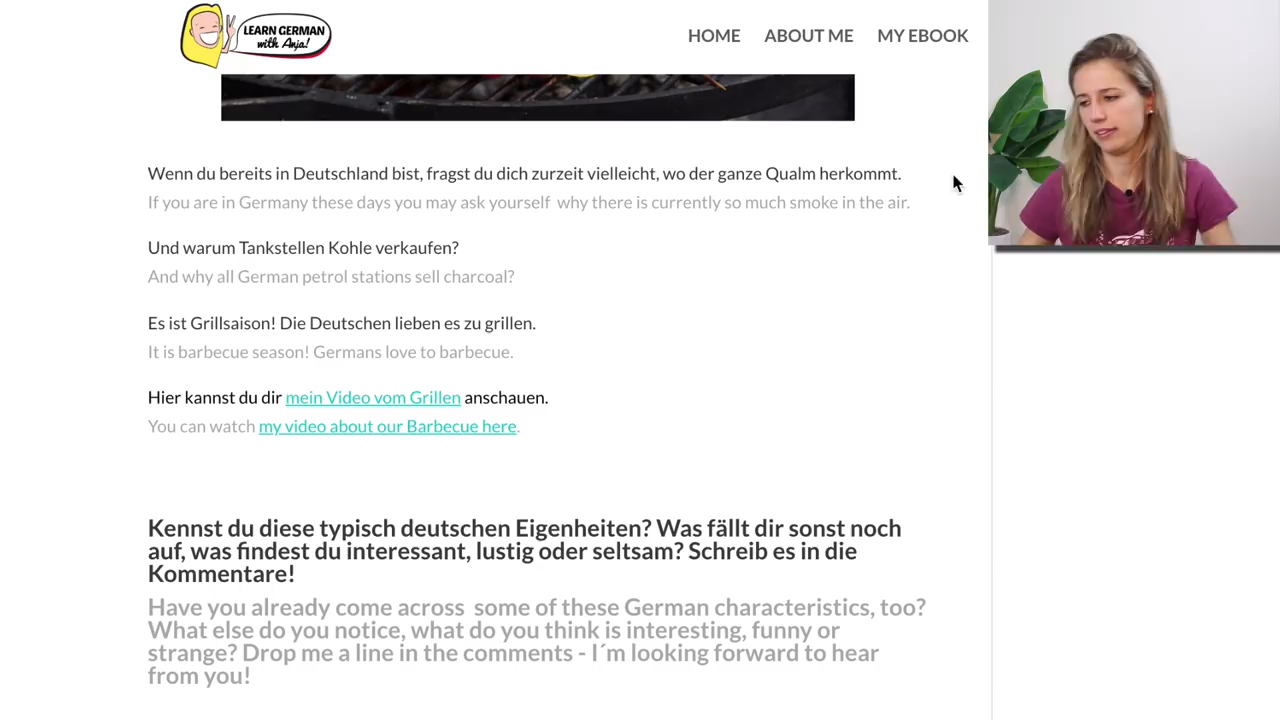 LEARN GERMAN
with Anja!
HOME ABOUT ME MY EBOOK
Wenn du bereits in Deutschland bist, fragst du dich zurzeit vielleicht, wo der ganze Qualm herkommt.
If you are in Germany these days you may ask yourself why there is currently so much smoke in the air.
Und warum Tankstellen Kohle verkaufen?
And why all German petrol stations sell charcoal?
Es ist Grillsaison! Die Deutschen lieben es zu grillen.
It is barbecue season! Germans love to barbecue.
Hier kannst du dir mein Video vom Grillen anschauen.
You can watch my video about our Barbecue here.
Kennst du diese typisch deutschen Eigenheiten? Was fällt dir sonst noch
auf, was findest du interessant, lustig oder seltsam? Schreib es in die
Kommentare!
Have you already come across some of these German characteristics, too?
What else do you notice, what do you think is interesting, funny or
strange? Drop me a line in the comments - I´m looking forward to hear
from you!